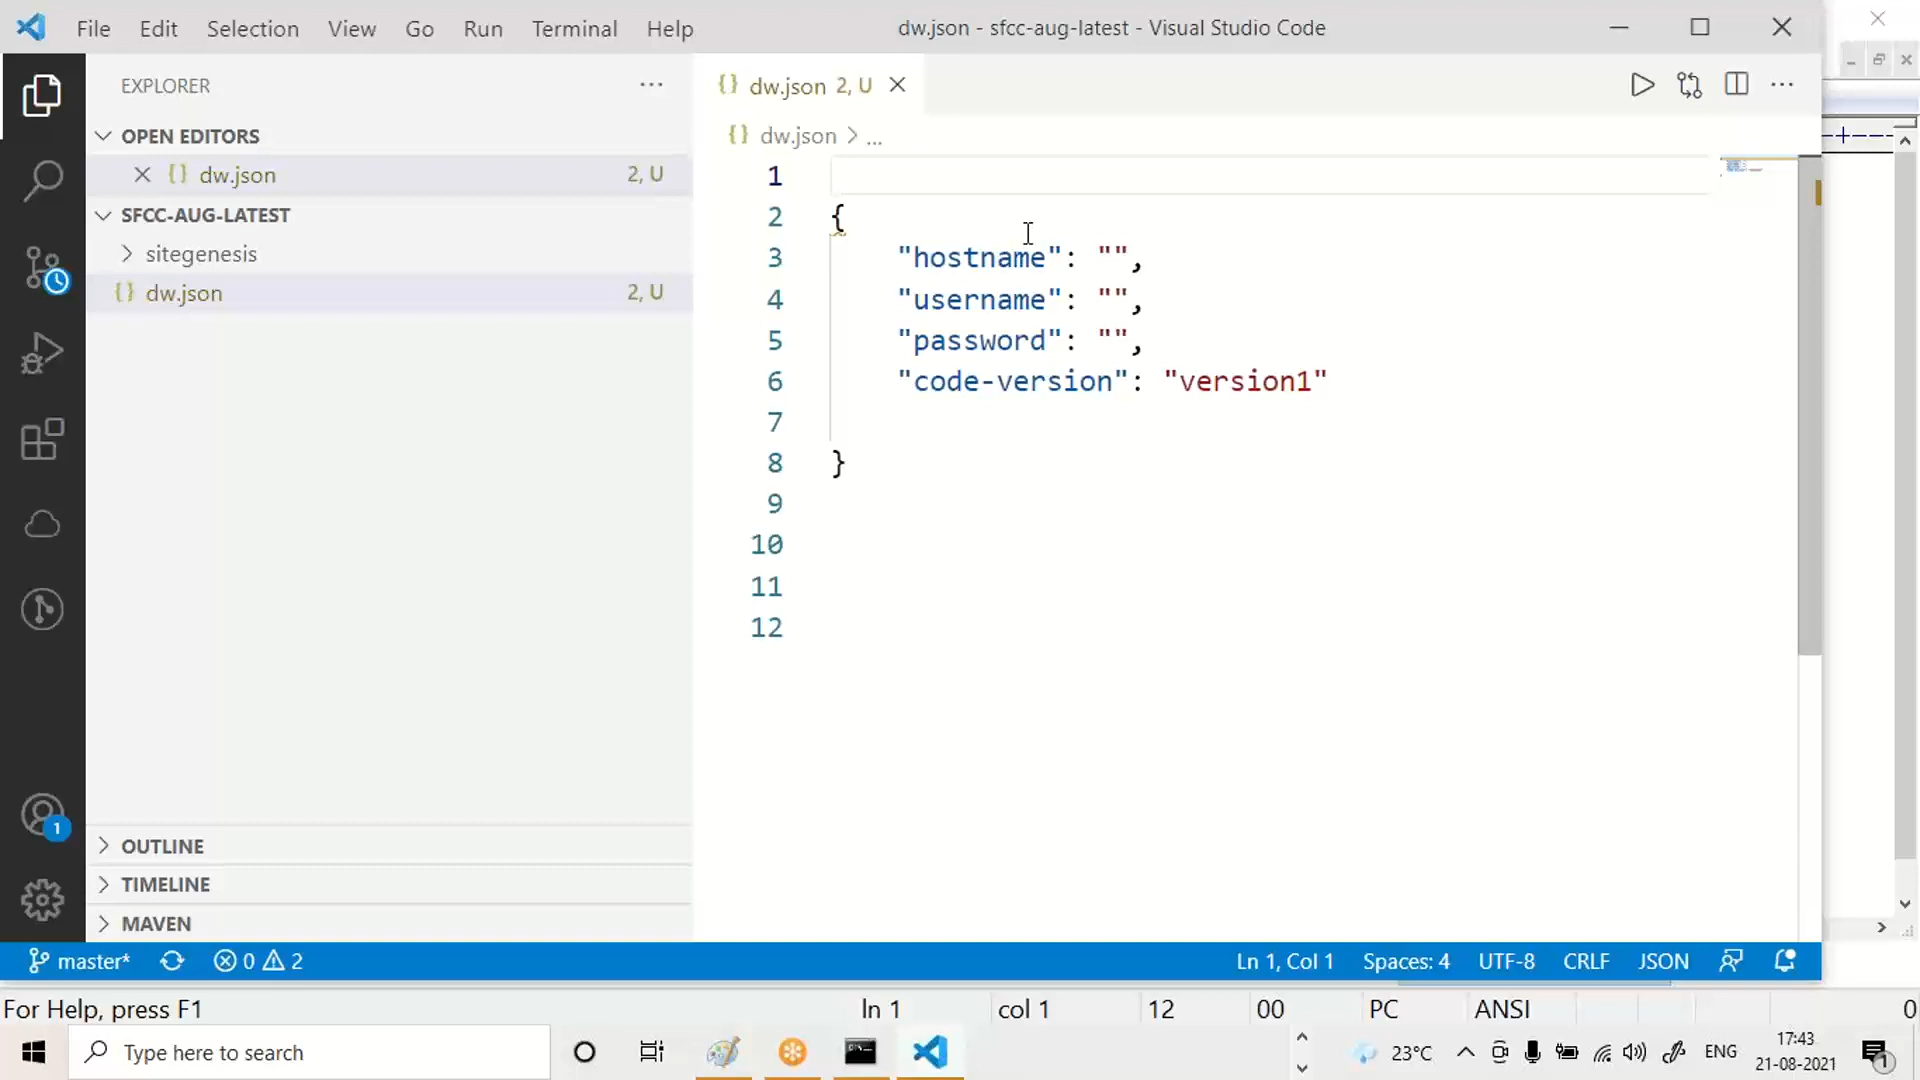 File Edit Selection View Go Run Terminal Help dw.json - sfcc-aug-latest - Visual Studio Code
EXPLORER
dw.json 2, U
OPEN EDITORS
{} dw.json > ...
{} dw.json 2, U
SFCC-AUG-LATEST
sitegenesis
{} dw.json 2, U
1
2 {
3 "hostname": "",
4 "username": "",
5 "password": "",
6 "code-version": "version1"
7
8 }
9
10
11
12
1
OUTLINE
TIMELINE
MAVEN
master* 0 2 Ln 1, Col 1 Spaces: 4 UTF-8 CRLF JSON
For Help, press F1 ln 1 col 1 12 00 PC ANSI 0
Type here to search 23°C ENG 17:43
21-08-2021 1